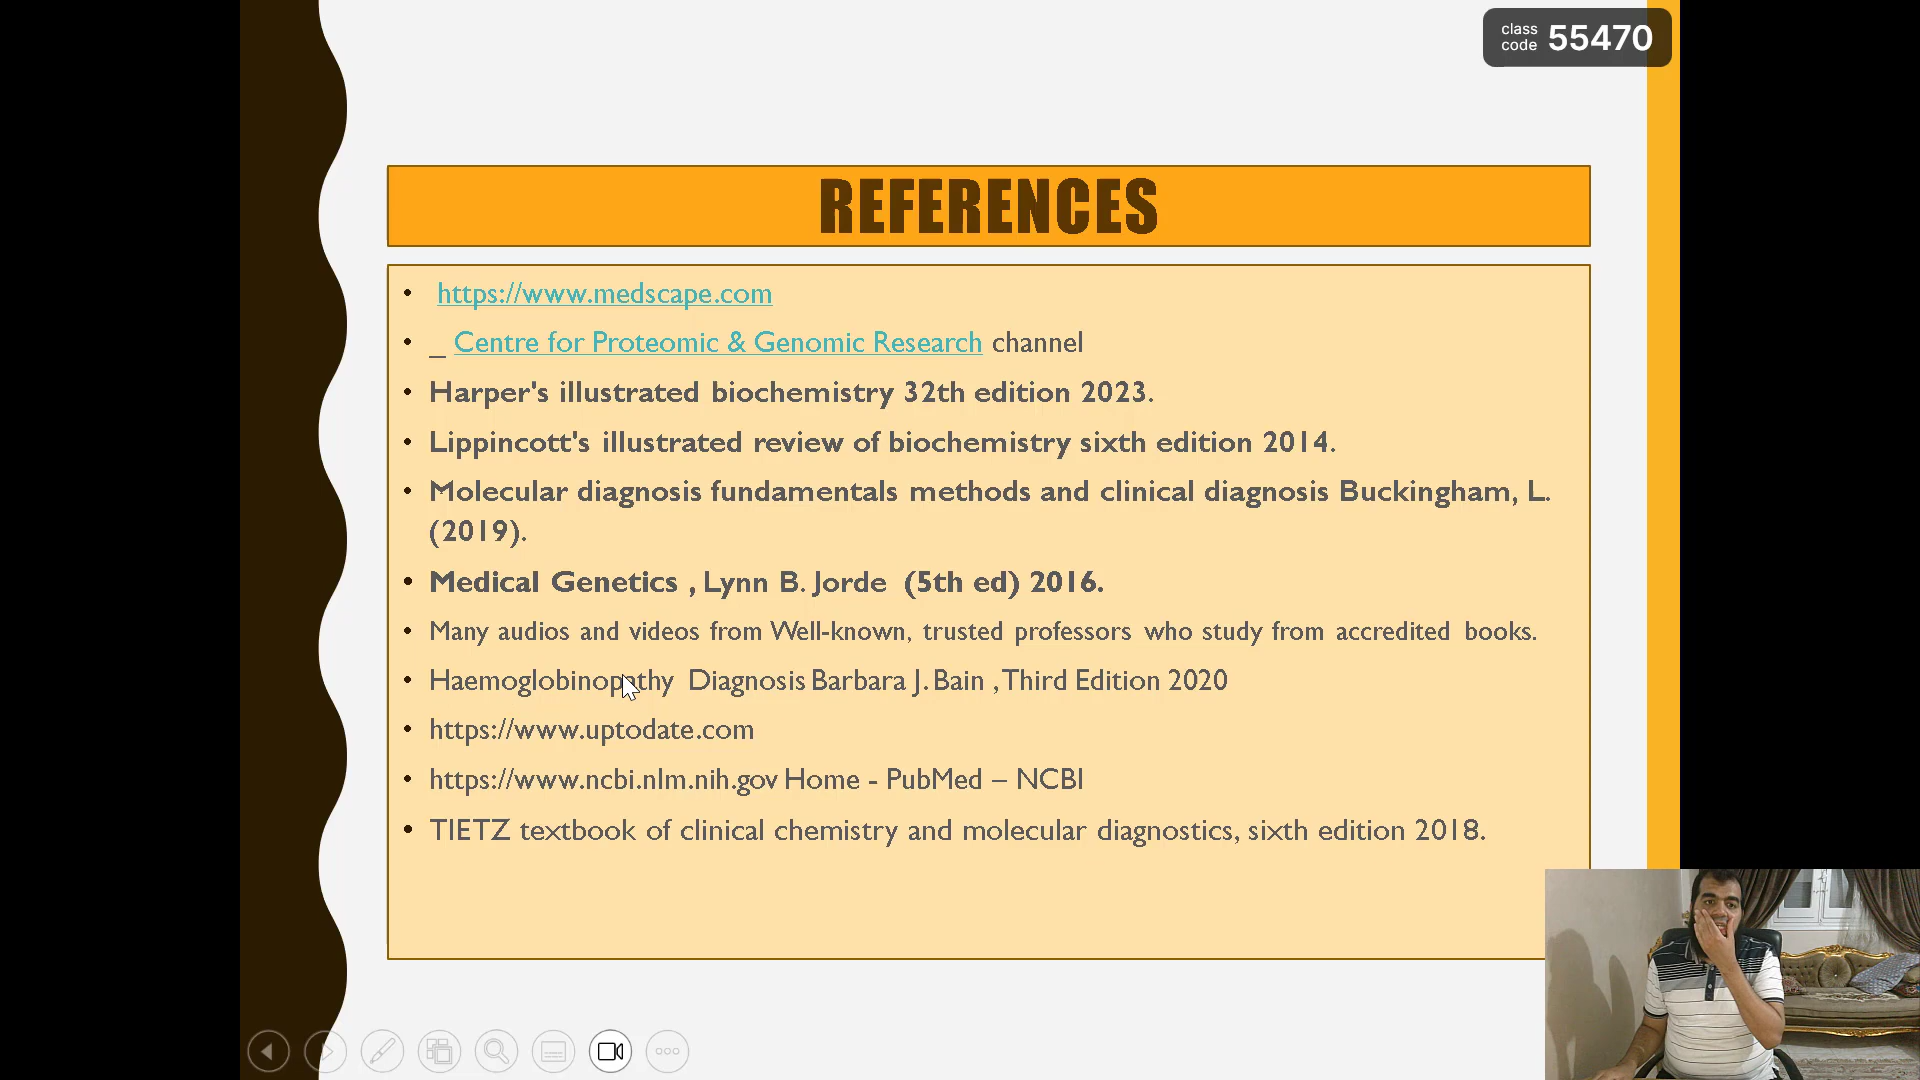 class
code 55470
REFERENCES
• https://www.medscape.com
• _ Centre for Proteomic & Genomic Research channel
• Harper's illustrated biochemistry 32th edition 2023.
• Lippincott's illustrated review of biochemistry sixth edition 2014.
• Molecular diagnosis fundamentals methods and clinical diagnosis Buckingham, L.
(2019).
• Medical Genetics , Lynn B. Jorde (5th ed) 2016.
• Many audios and videos from Well-known, trusted professors who study from accredited books.
• Haemoglobinopathy Diagnosis Barbara J. Bain , Third Edition 2020
• https://www.uptodate.com
• https://www.ncbi.nlm.nih.gov Home - PubMed – NCBI
• TIETZ textbook of clinical chemistry and molecular diagnostics, sixth edition 2018.